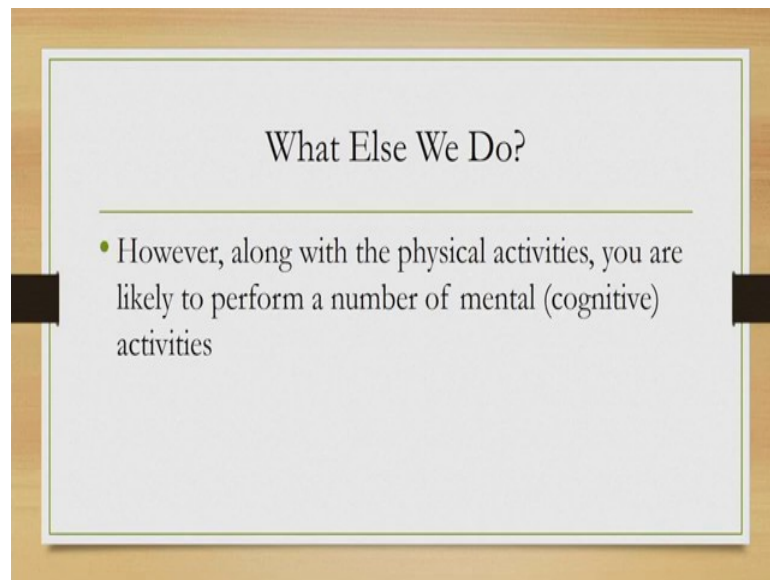 What Else We Do?
• However, along with the physical activities, you are
likely to perform a number of mental (cognitive)
activities